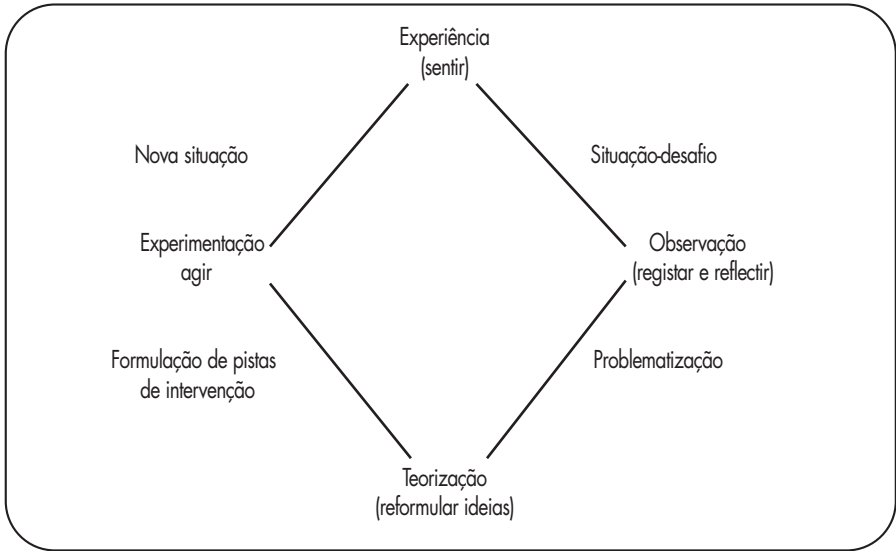 Experiência
(sentir)
Nova situação
Situação-desafio
Experimentação
agir
Observação
(registar e reflectir)
Formulação de pistas
de intervenção
Problematização
Teorização
(reformular ideias)